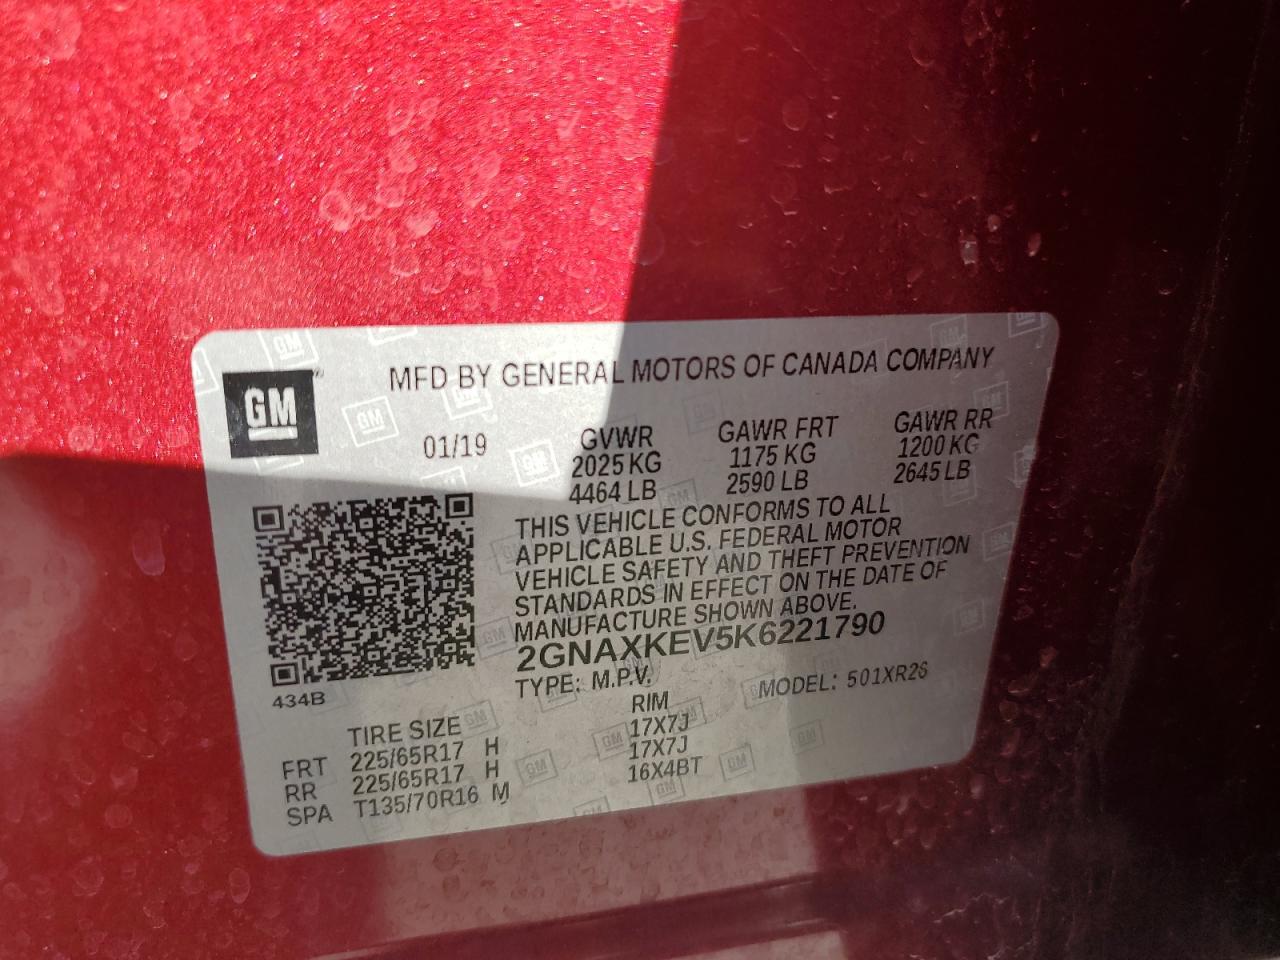 MFD BY GENERAL MOTORS OF CANADA COMPANY
GM
01/19
GVWR GAWR FRT GAWR RR
2025 KG 1175 KG 1200 KG
4464 LB 2590 LB 2645 LB
THIS VEHICLE CONFORMS TO ALL
APPLICABLE U.S. FEDERAL MOTOR
VEHICLE SAFETY AND THEFT PREVENTION
STANDARDS IN EFFECT ON THE DATE OF
MANUFACTURE SHOWN ABOVE.
2GNAXKEV5K6221790
TYPE: M.P.V. MODEL: 501XR26
434B
TIRE SIZE RIM
FRT 225/65R17 H 17X7J
RR 225/65R17 H 17X7J
SPA T135/70R16 M 16X4BT